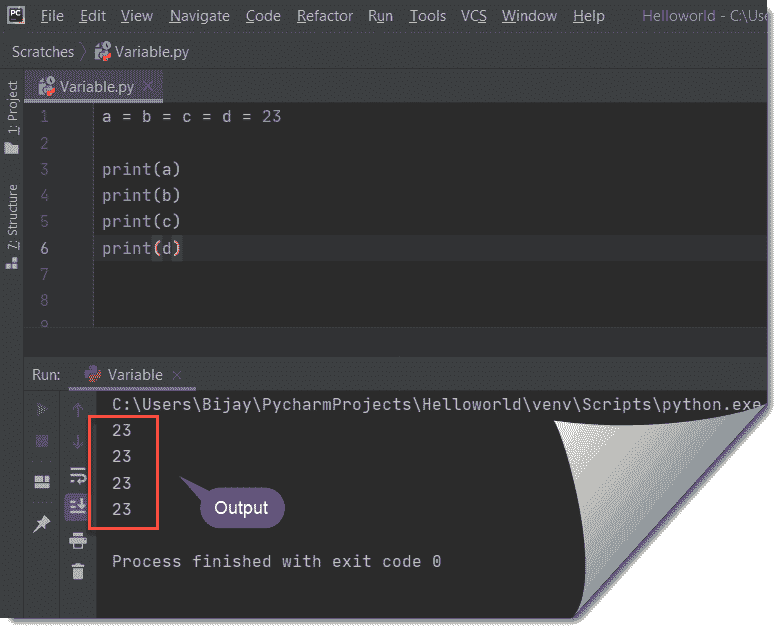 PC File Edit View Navigate Code Refactor Run Tools VCS Window Help Helloworld - C:\Use
Scratches Variable.py
1: Project
7: Structure
Variable.py
1 a = b = c = d = 23
2
3 print(a)
4 print(b)
5 print(c)
6 print(d)
7
8
9
Run: Variable
C:\Users\Bijay\PycharmProjects\Helloworld\venv\Scripts\python.exe
23
23
23
23
Output
Process finished with exit code 0